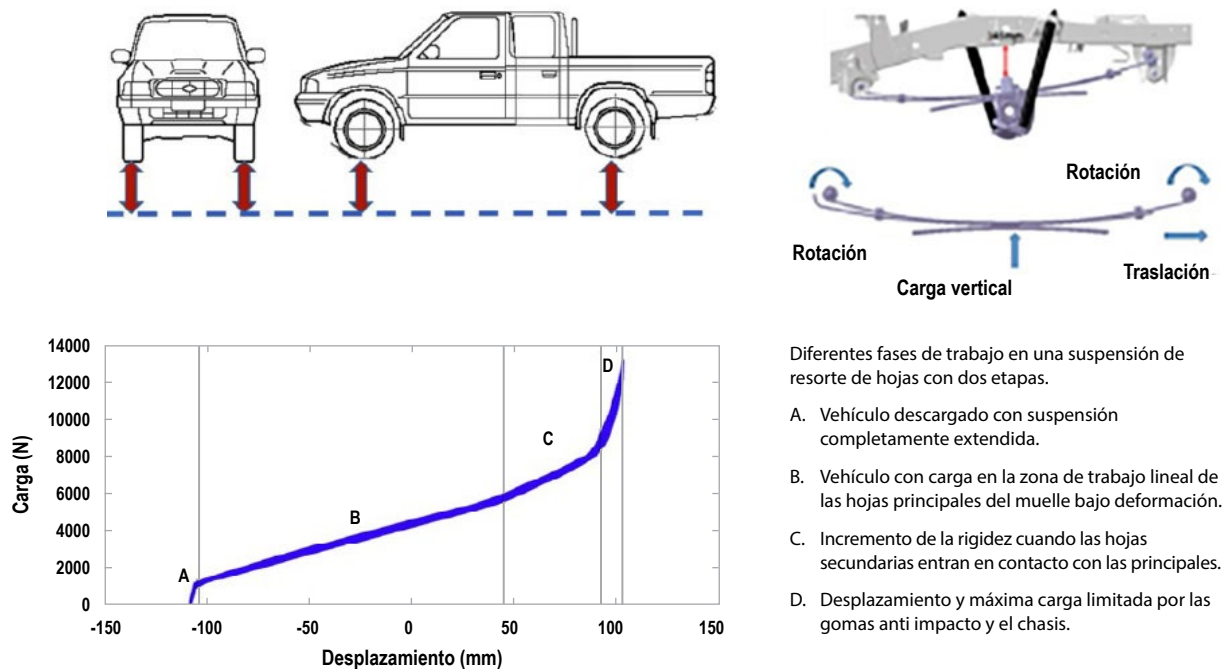 Rotación
Rotación
Carga vertical
Traslación
14000
12000
10000
8000
6000
4000
2000
0
Carga (N)
A
B
C
D
-150
-100
-50
0
50
100
150
Desplazamiento (mm)
Diferentes fases de trabajo en una suspensión de
resorte de hojas con dos etapas.
A. Vehículo descargado con suspensión
completamente extendida.
B. Vehículo con carga en la zona de trabajo lineal de
las hojas principales del muelle bajo deformación.
C. Incremento de la rigidez cuando las hojas
secundarias entran en contacto con las principales.
D. Desplazamiento y máxima carga limitada por las
gomas anti impacto y el chasis.